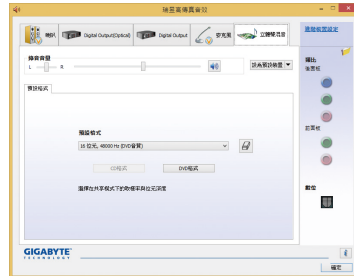 瑞昱高傳真音效
喇叭
Digital Output(Optical)
Digital Output
麥克風
立體聲混音
進階裝置設定
錄音音量
L
R
設為預設裝置
類比
後面板
預設格式
預設格式
16 位元, 48000 Hz (DVD音質)
CD格式
DVD格式
選擇在共享模式下的取樣率與位元深度
前面板
數位
GIGABYTE
TECHNOLOGY
確定